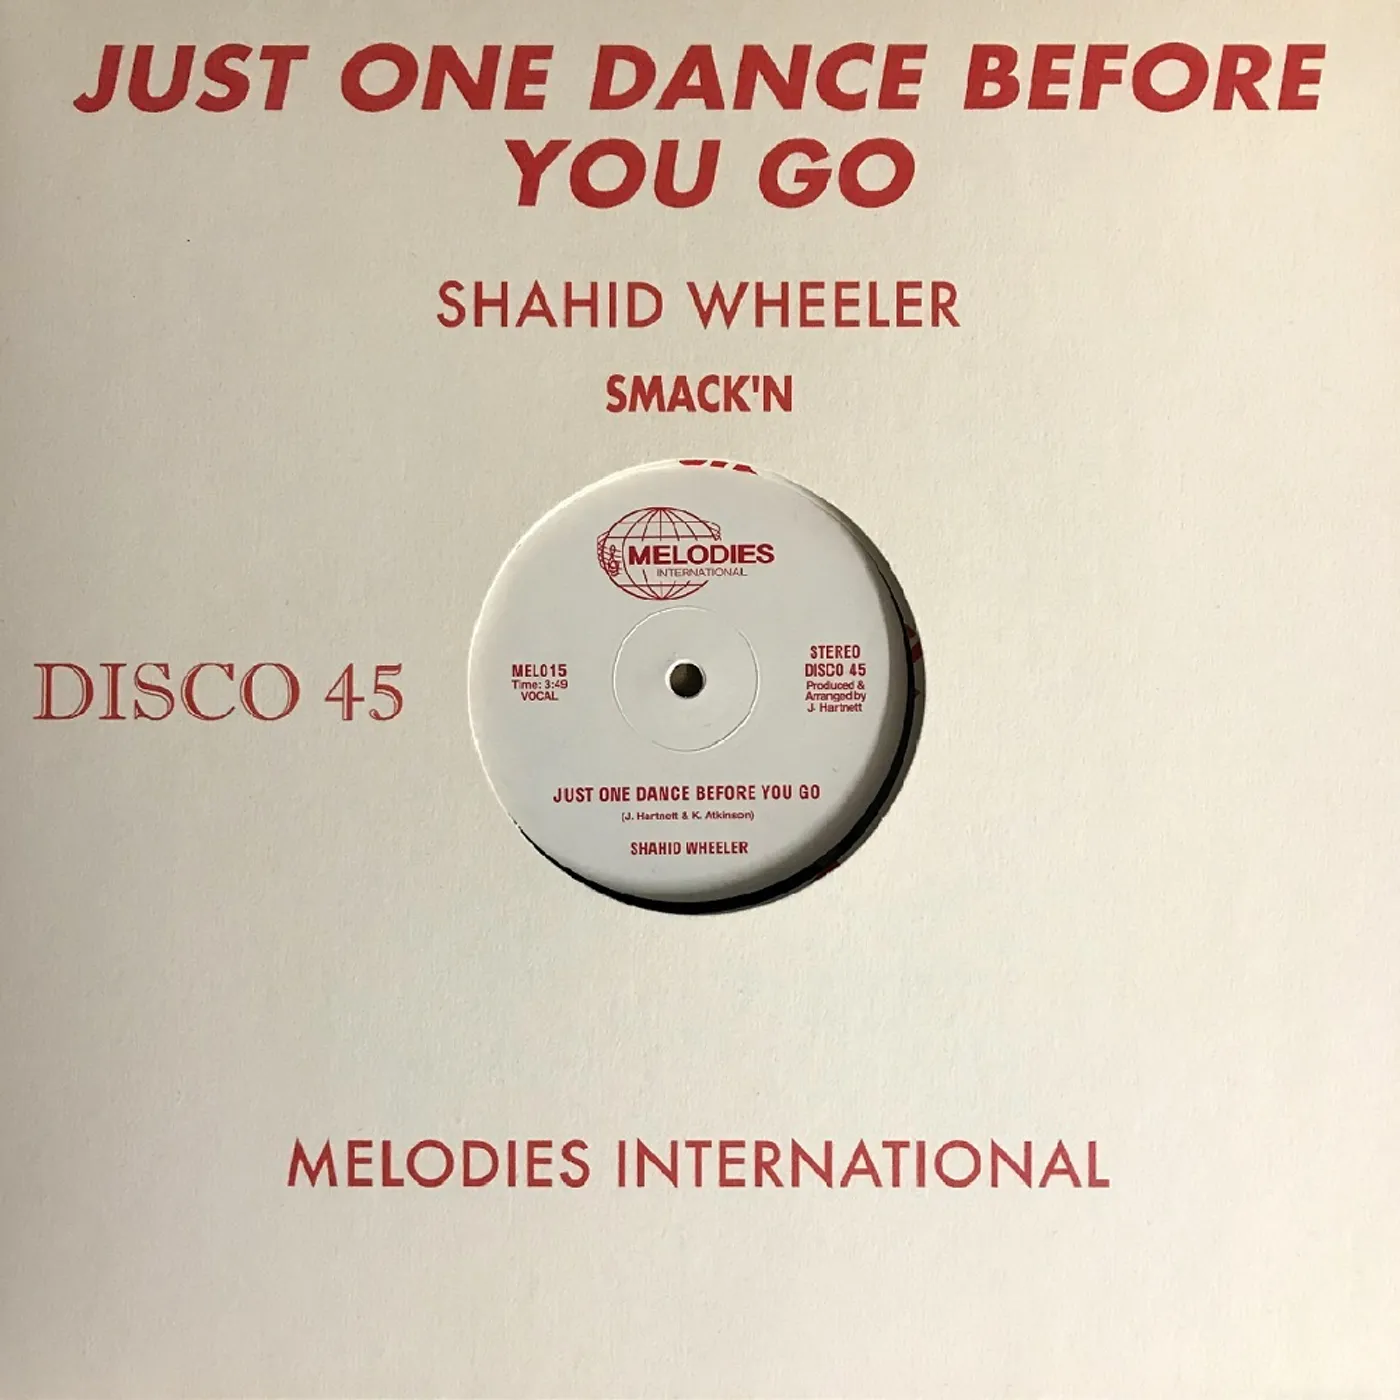 JUST ONE DANCE BEFORE
YOU GO
SHAHID WHEELER
SMACK'N
MELODIES
INTERNATIONAL
MEL015
Time: 3:49
VOCAL
STEREO
DISCO 45
Produced &
Arranged by
J. Hartnett
DISCO 45
JUST ONE DANCE BEFORE YOU GO
(J. Hartnett & K. Atkinson)
SHAHID WHEELER
MELODIES INTERNATIONAL